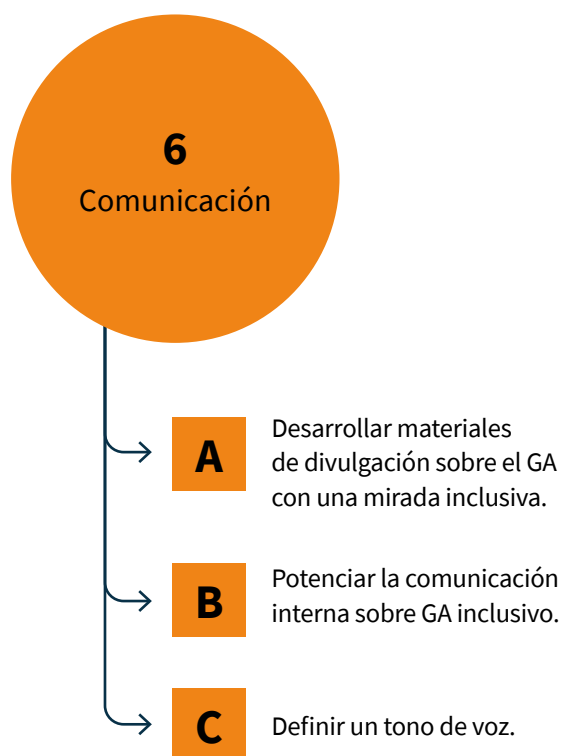 6
Comunicación
A
Desarrollar materiales
de divulgación sobre el GA
con una mirada inclusiva.
B
Potenciar la comunicación
interna sobre GA inclusivo.
C
Definir un tono de voz.